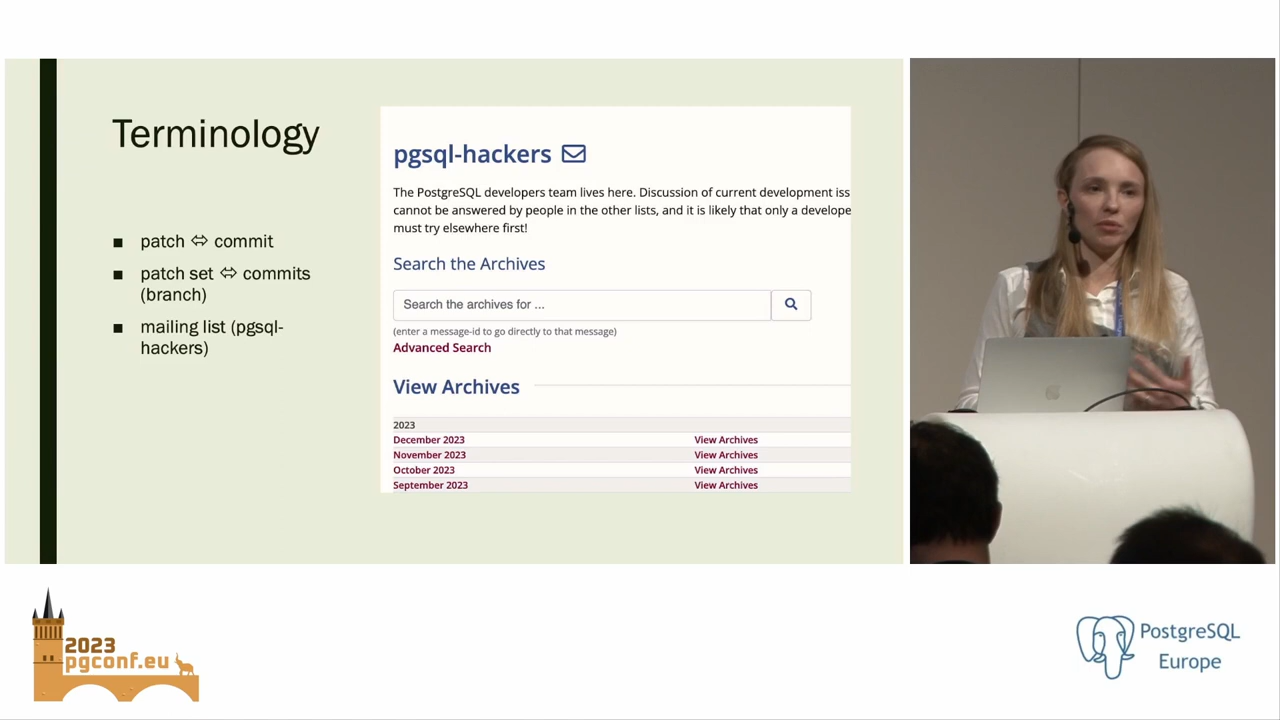 Terminology
■ patch ⇔ commit
■ patch set ⇔ commits
(branch)
■ mailing list (pgsql-
hackers)
pgsql-hackers
The PostgreSQL developers team lives here. Discussion of current development iss
cannot be answered by people in the other lists, and it is likely that only a develope
must try elsewhere first!
Search the Archives
Search the archives for ...
(enter a message-id to go directly to that message)
Advanced Search
View Archives
2023
December 2023 View Archives
November 2023 View Archives
October 2023 View Archives
September 2023 View Archives
2023
pgconf.eu
PostgreSQL
Europe